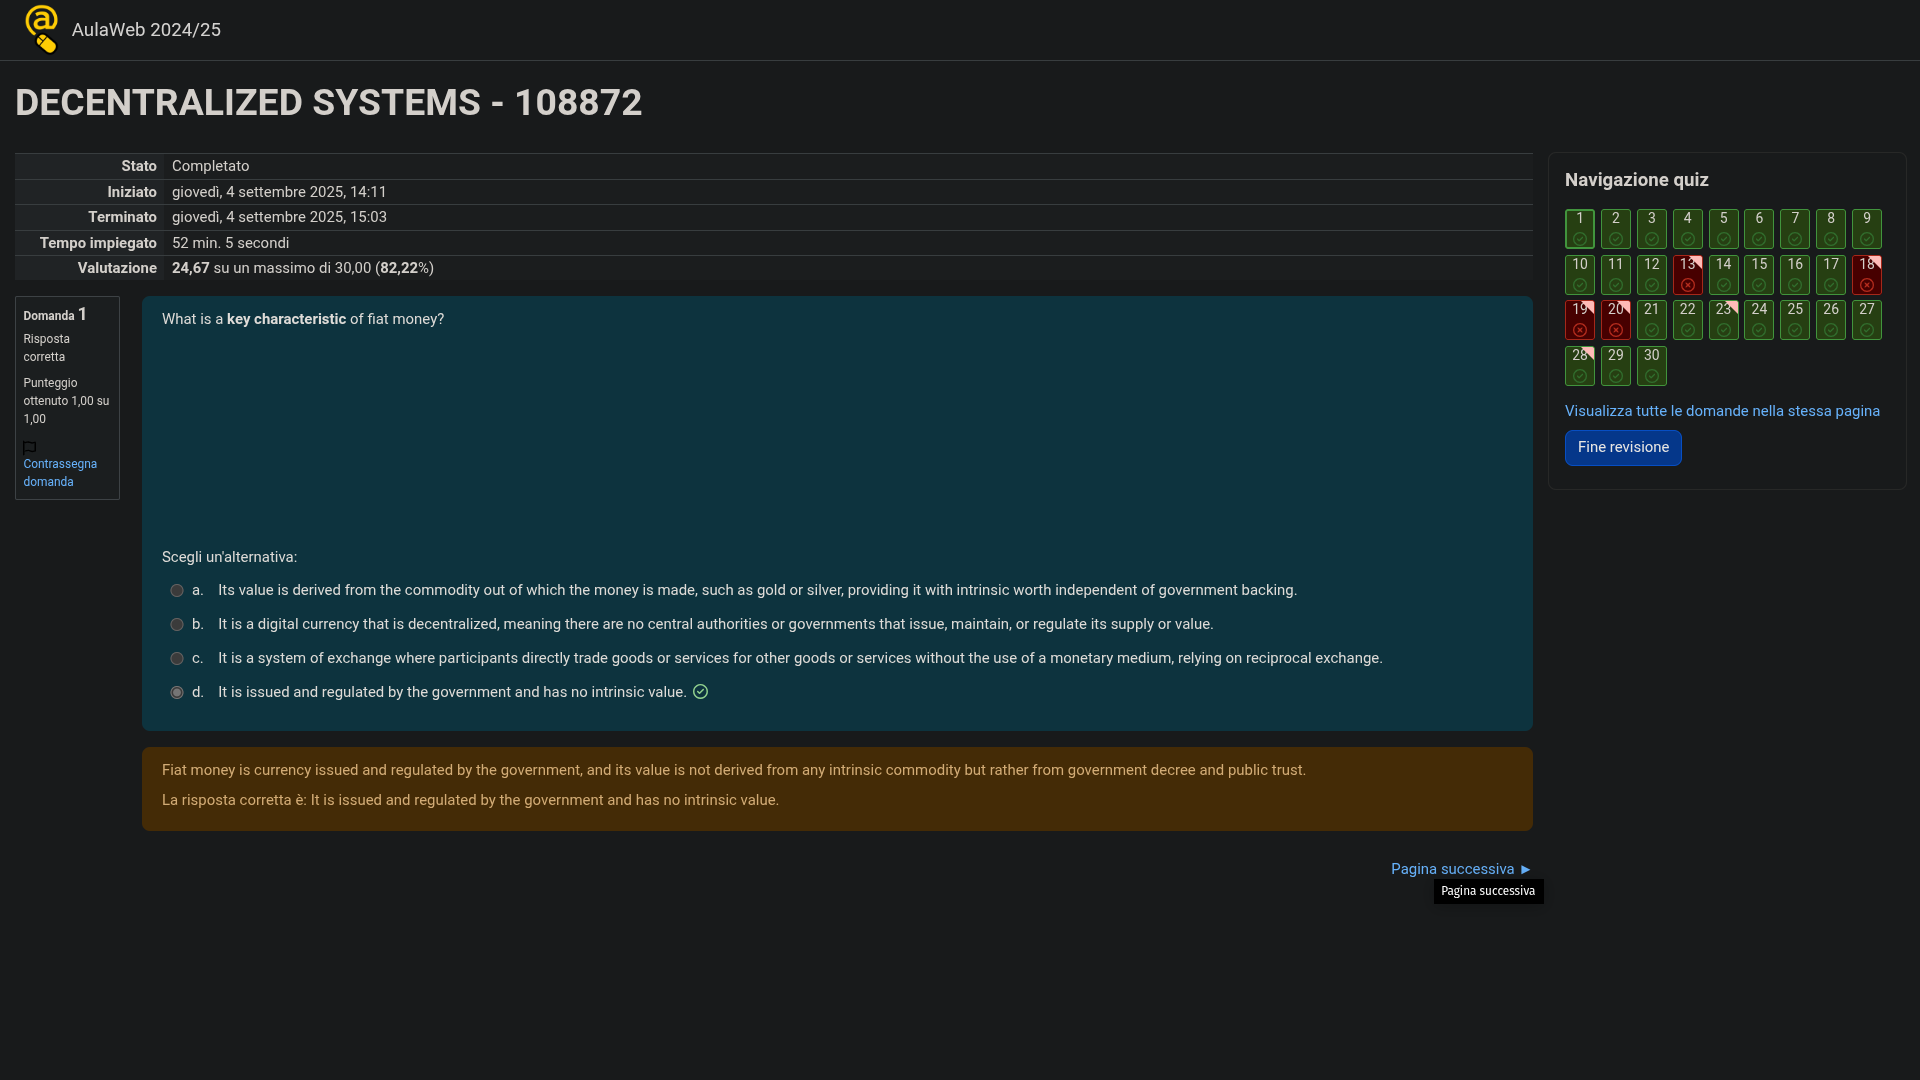 AulaWeb 2024/25
DECENTRALIZED SYSTEMS - 108872
Stato Completato
Iniziato giovedì, 4 settembre 2025, 14:11
Terminato giovedì, 4 settembre 2025, 15:03
Tempo impiegato 52 min. 5 secondi
Valutazione 24,67 su un massimo di 30,00 (82,22%)
Domanda 1
Risposta
corretta
Punteggio
ottenuto 1,00 su
1,00
Contrassegna
domanda
What is a key characteristic of fiat money?
Scegli un'alternativa:
a. Its value is derived from the commodity out of which the money is made, such as gold or silver, providing it with intrinsic worth independent of government backing.
b. It is a digital currency that is decentralized, meaning there are no central authorities or governments that issue, maintain, or regulate its supply or value.
c. It is a system of exchange where participants directly trade goods or services for other goods or services without the use of a monetary medium, relying on reciprocal exchange.
d. It is issued and regulated by the government and has no intrinsic value.
Fiat money is currency issued and regulated by the government, and its value is not derived from any intrinsic commodity but rather from government decree and public trust.
La risposta corretta è: It is issued and regulated by the government and has no intrinsic value.
Pagina successiva ►
Pagina successiva
Navigazione quiz
1 2 3 4 5 6 7 8 9
10 11 12 13 14 15 16 17 18
19 20 21 22 23 24 25 26 27
28 29 30
Visualizza tutte le domande nella stessa pagina
Fine revisione